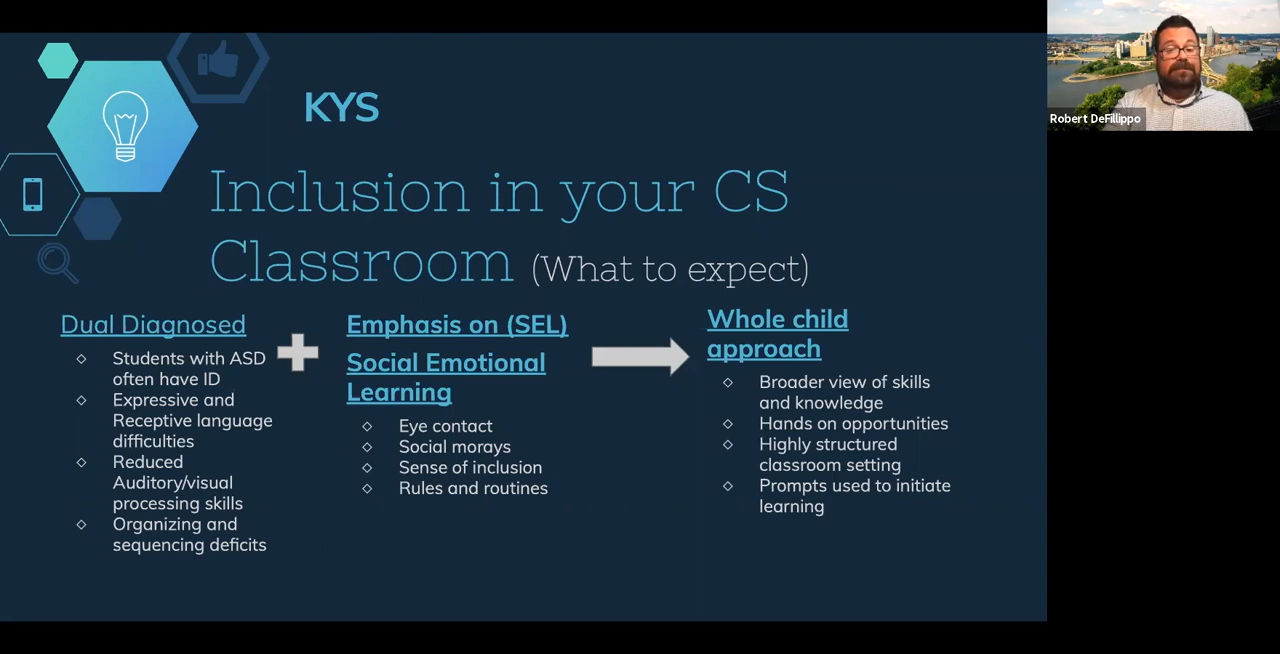 KYS
Inclusion in your CS
Classroom (What to expect)
Dual Diagnosed
Students with ASD
often have ID
Expressive and
Receptive language
difficulties
Reduced
Auditory/visual
processing skills
Organizing and
sequencing deficits
Emphasis on (SEL)
Social Emotional
Learning
Eye contact
Social morays
Sense of inclusion
Rules and routines
Whole child
approach
Broader view of skills
and knowledge
Hands on opportunities
Highly structured
classroom setting
Prompts used to initiate
learning
Robert DeFillippo